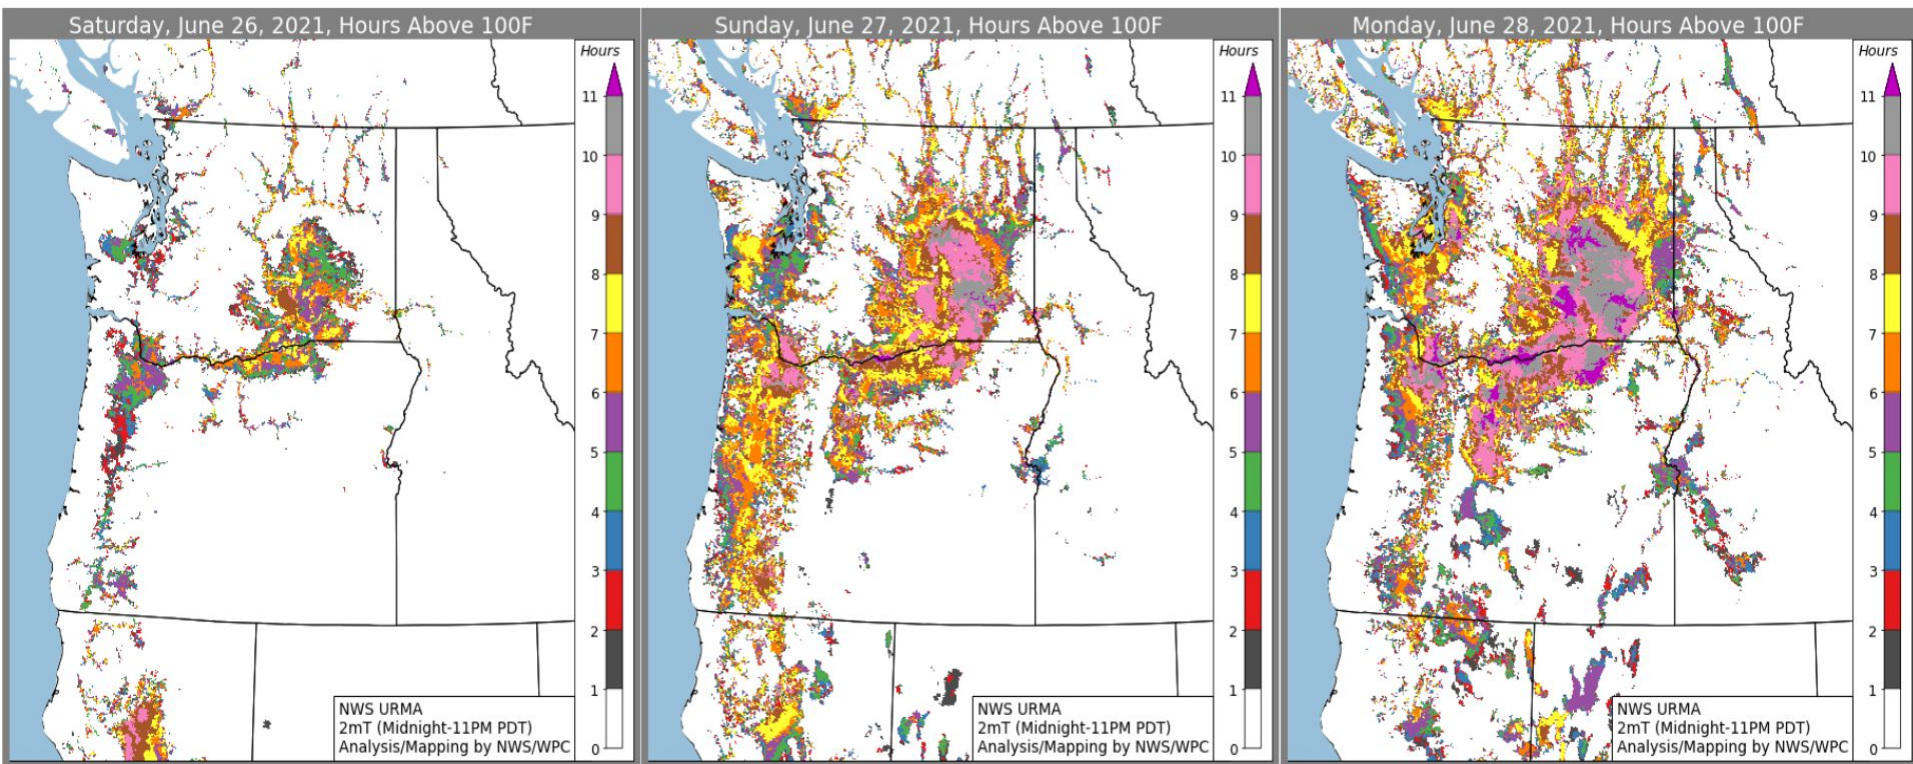 Saturday, June 26, 2021, Hours Above 100F
Hours
11
10
9
8
7
6
5
4
3
2
1
0
NWS URMA
2mT (Midnight-11PM PDT)
Analysis/Mapping by NWS/WPC
Sunday, June 27, 2021, Hours Above 100F
Hours
11
10
9
8
7
6
5
4
3
2
1
0
NWS URMA
2mT (Midnight-11PM PDT)
Analysis/Mapping by NWS/WPC
Monday, June 28, 2021, Hours Above 100F
Hours
11
10
9
8
7
6
5
4
3
2
1
0
NWS URMA
2mT (Midnight-11PM PDT)
Analysis/Mapping by NWS/WPC